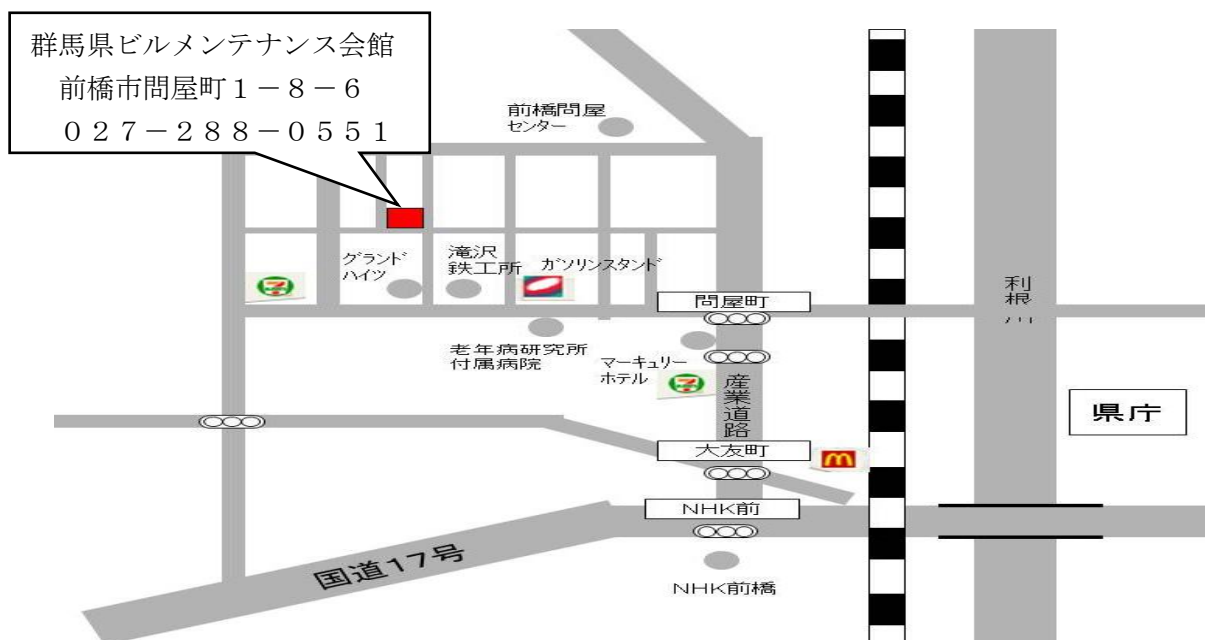 群馬県ビルメンテナンス会館
前橋市問屋町1-8-6
027-288-0551
前橋問屋
センター
グランド
ハイツ
滝沢
鉄工所
ガソリンスタンド
問屋町
利根川
老年病研究所
付属病院
マーキュリー
ホテル
産業道路
県庁
大友町
NHK前
国道17号
NHK前橋